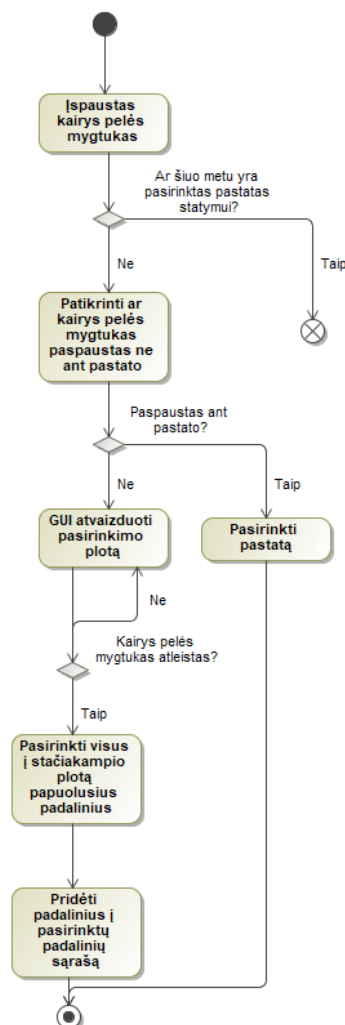 Įspaustas
kairys pelės
mygtukas
Ar šiuo metu yra
pasirinktas pastatas
statymui?
Ne
Taip
Patikrinti ar
kairys pelės
mygtukas
paspaustas ne
ant pastato
Paspaustas ant
pastato?
Ne
Taip
GUI atvaizduoti
pasirinkimo
plotą
Pasirinkti
pastatą
Ne
Kairys pelės
mygtukas atleistas?
Taip
Pasirinkti visus
į stačiakampio
plotą
papuolusius
padalinius
Pridėti
padalinius į
pasirinktų
padalinių
sąrašą